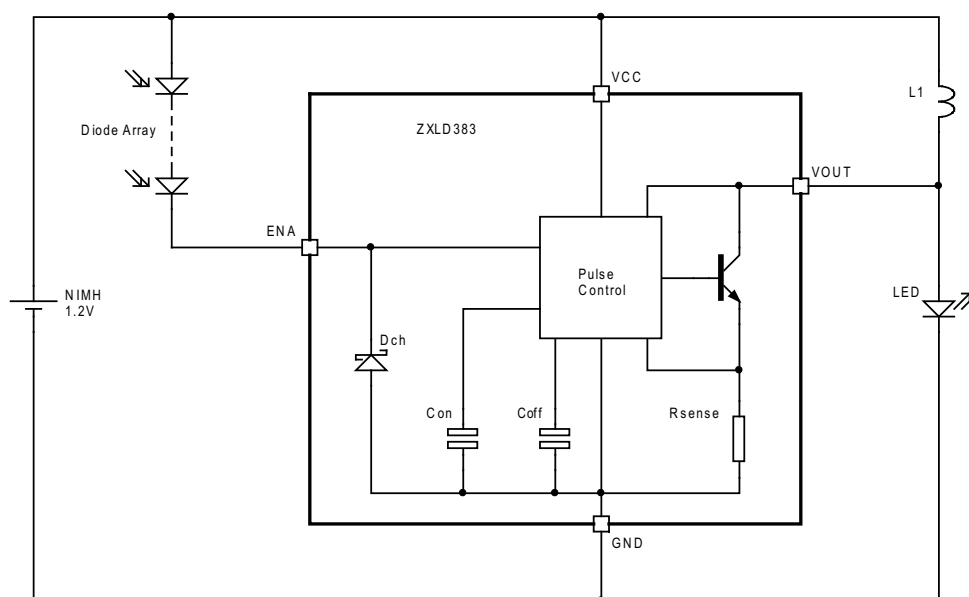 VCC
L1
ZXLD383
Diode Array
VOUT
ENA
Pulse
Control
NIMH
1.2V
LED
Dch
Con
Coff
Rsense
GND